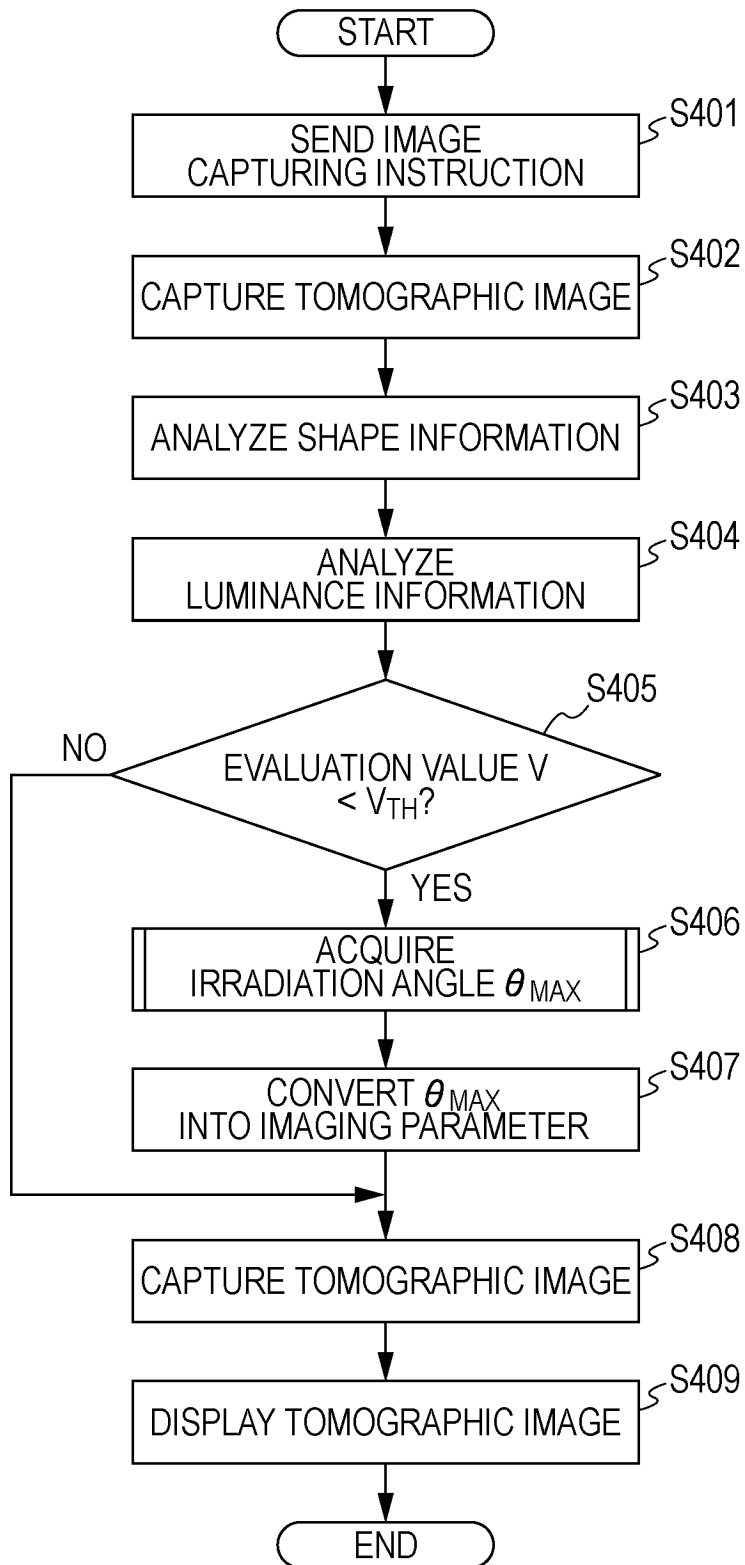 START
S401
SEND IMAGE
CAPTURING INSTRUCTION
S402
CAPTURE TOMOGRAPHIC IMAGE
S403
ANALYZE SHAPE INFORMATION
S404
ANALYZE
LUMINANCE INFORMATION
S405
NO
EVALUATION VALUE V
< VTH?
YES
S406
ACQUIRE
IRRADIATION ANGLE θMAX
S407
CONVERT θMAX
INTO IMAGING PARAMETER
S408
CAPTURE TOMOGRAPHIC IMAGE
S409
DISPLAY TOMOGRAPHIC IMAGE
END